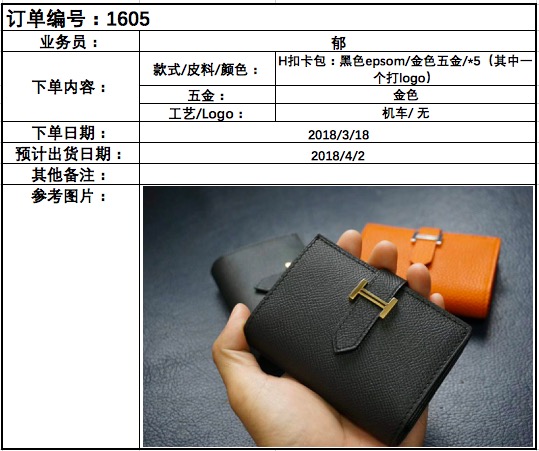 订单编号：1605
业务员：
郁
下单内容：
款式/皮料/颜色：
H扣卡包：黑色epsom/金色五金/*5（其中一
个打logo）
五金：
金色
工艺/Logo：
机车/ 无
下单日期：
2018/3/18
预计出货日期：
2018/4/2
其他备注：
参考图片：